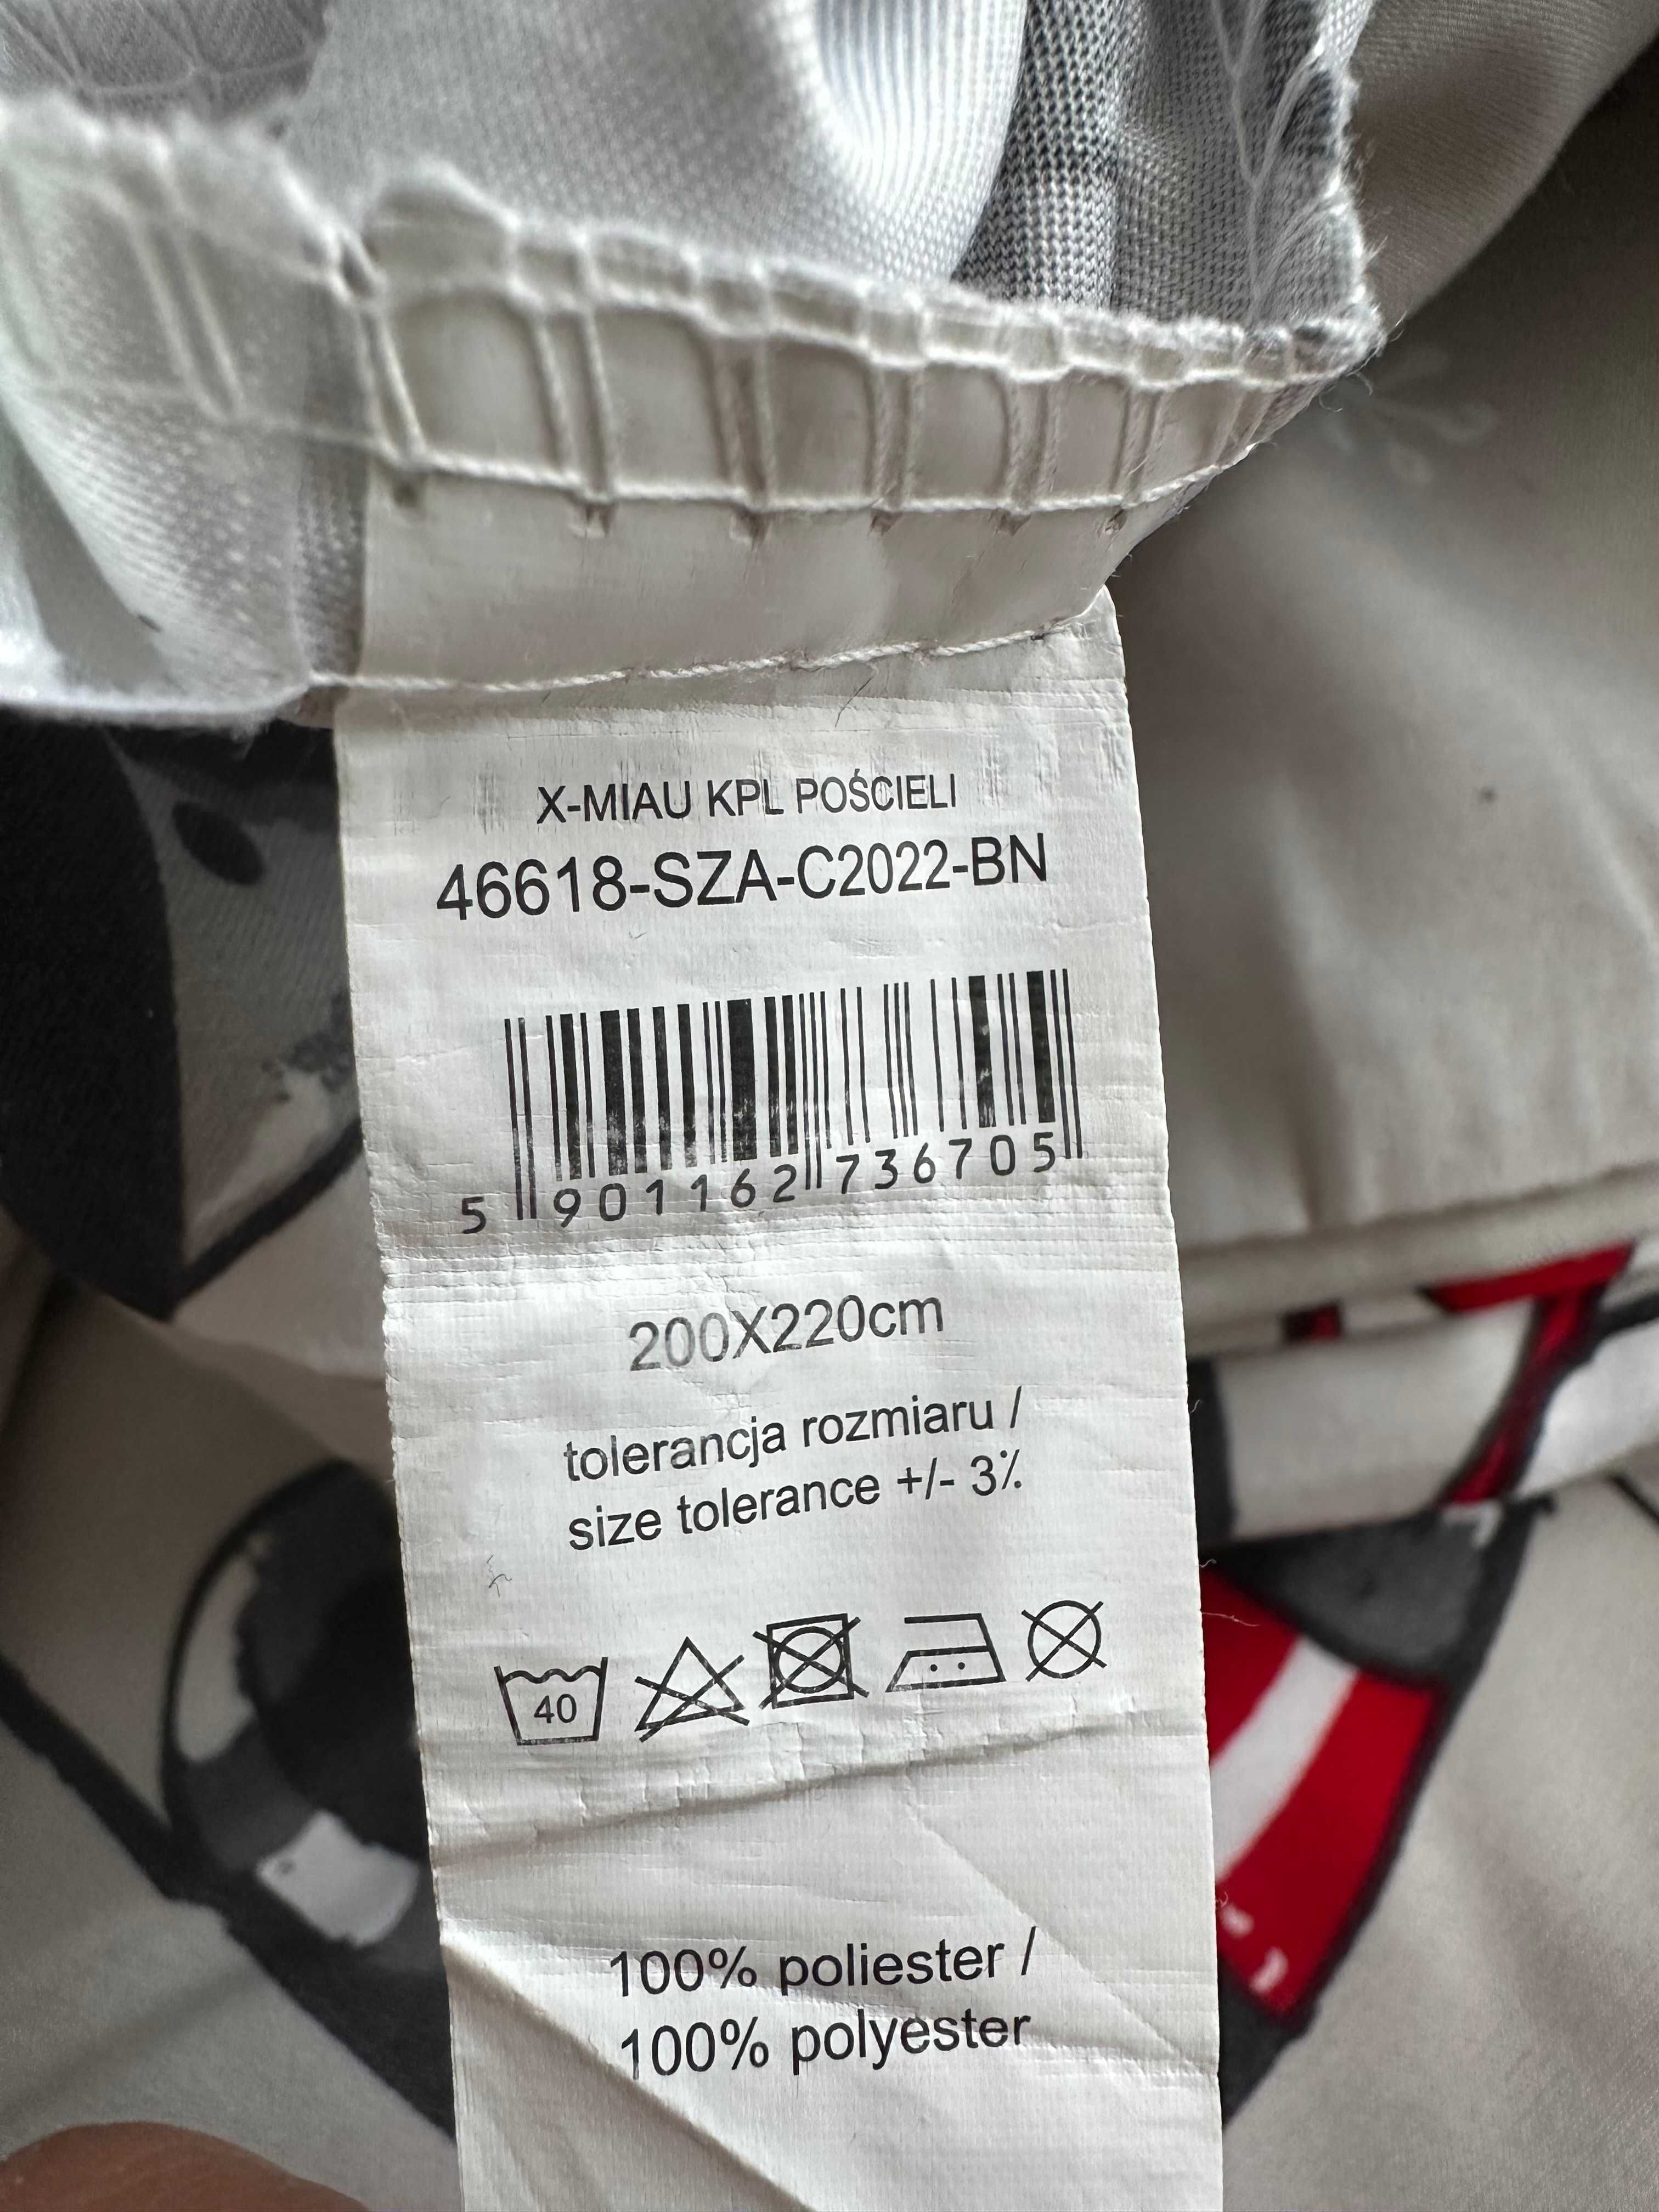 X-MIAU KPL POŚCIELI
46618-SZA-C2022-BN
5 901162 736705
200X220cm
tolerancja rozmiaru /
size tolerance +/- 3%
40
100% poliester /
100% polyester